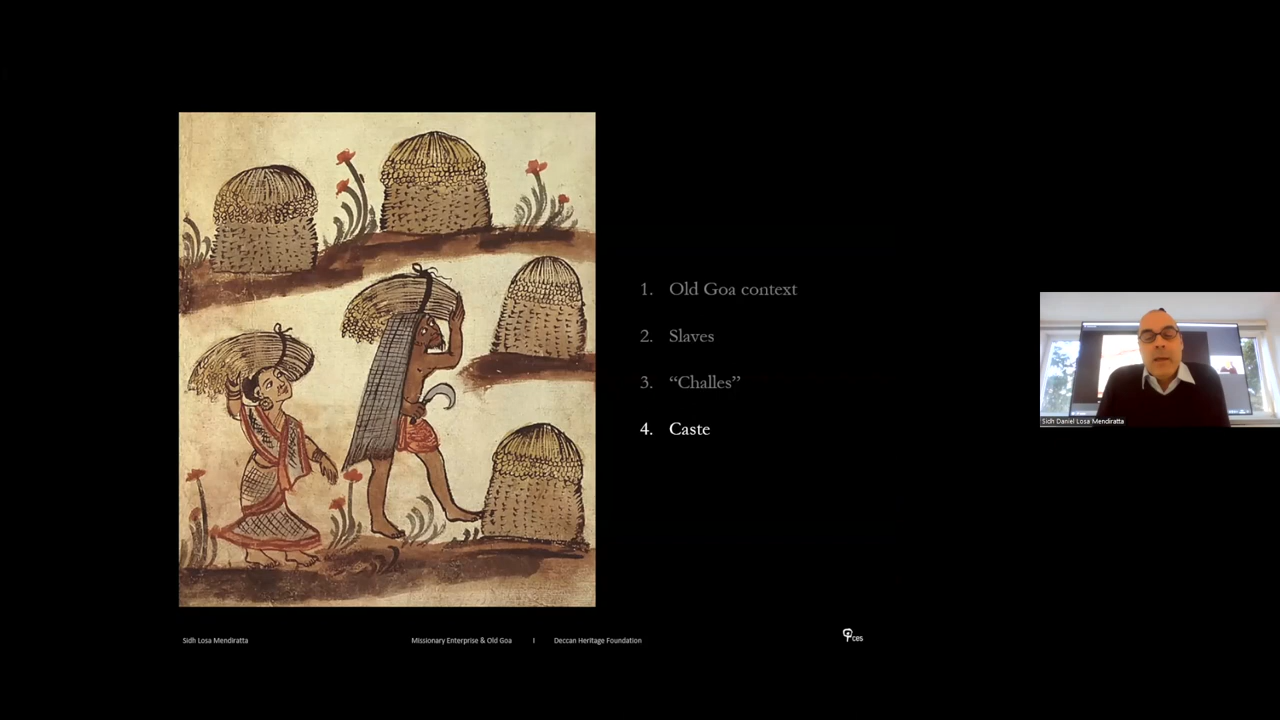 1. Old Goa context
2. Slaves
3. “Challes”
4. Caste
Sidh Daniel Losa Mendiratta
Sidh Losa Mendiratta
Missionary Enterprise & Old Goa I Deccan Heritage Foundation
ces